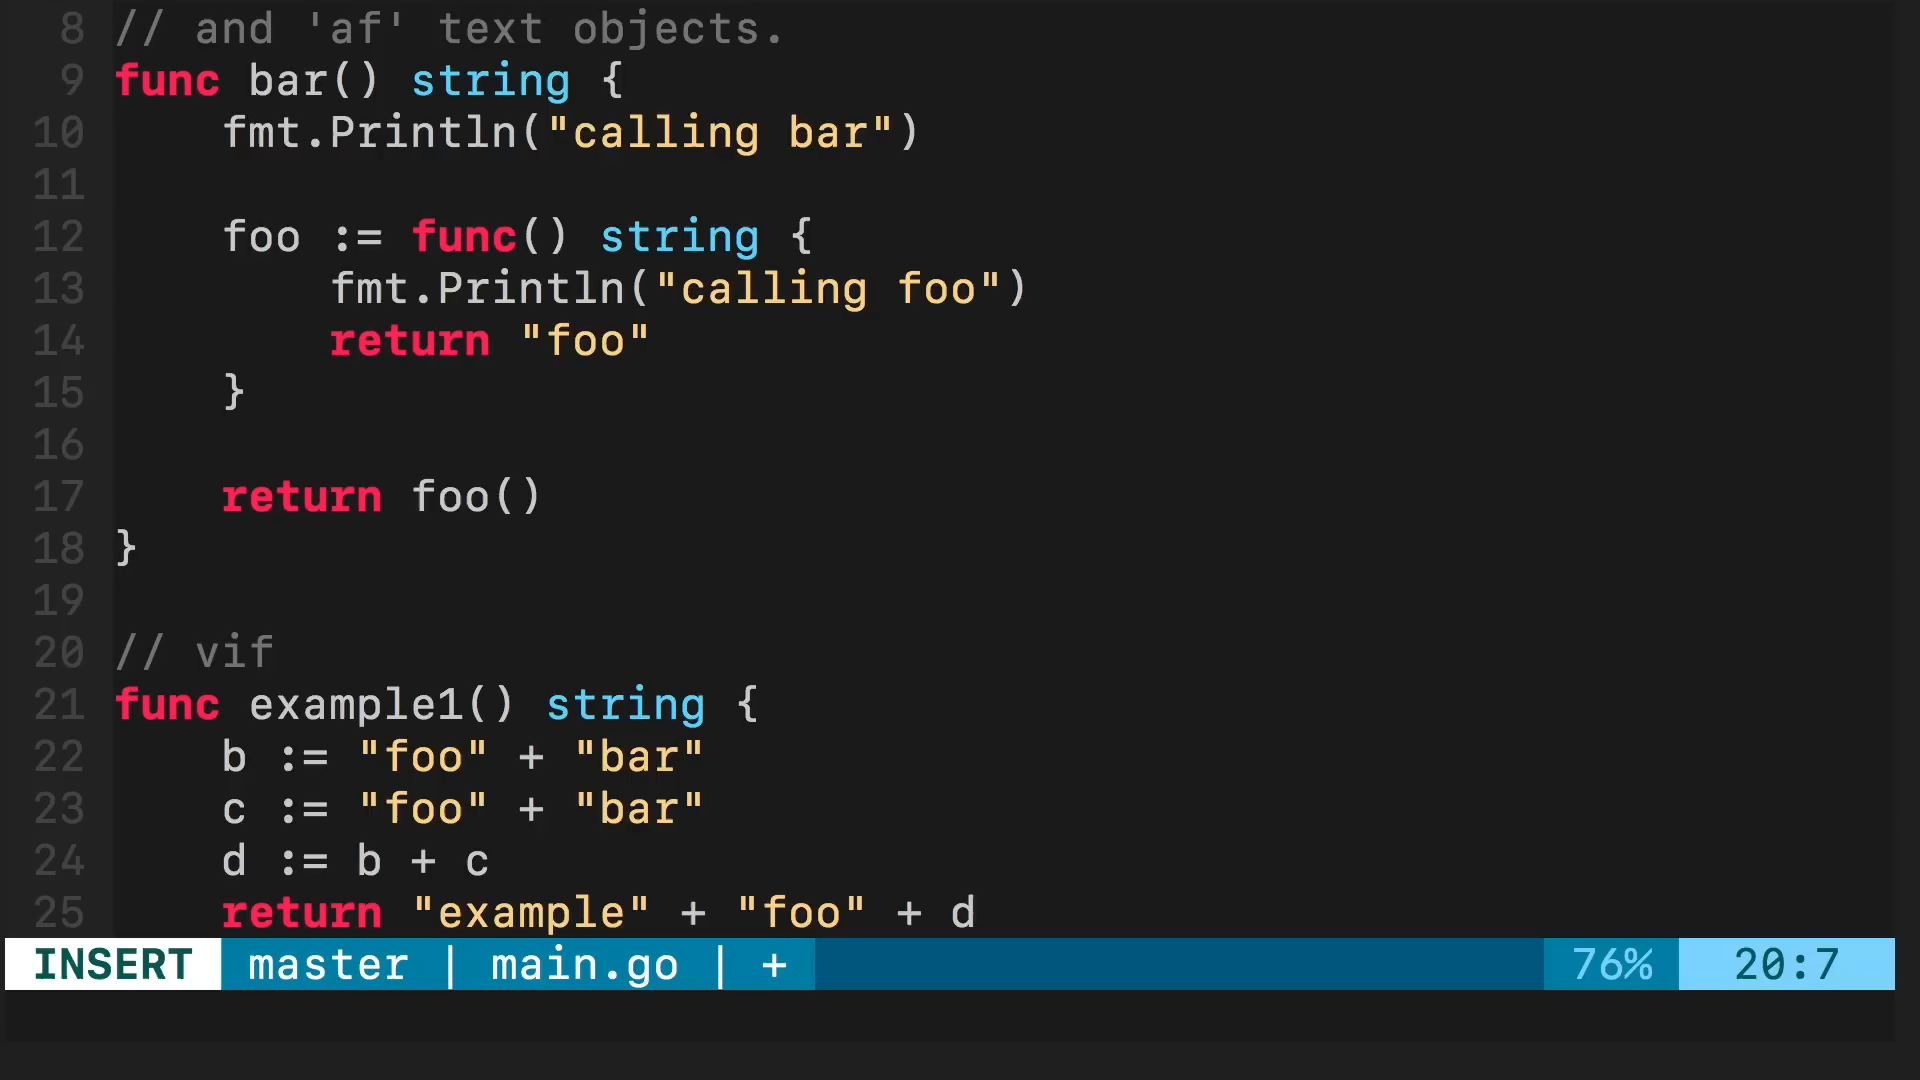 8 // and 'af' text objects.
9 func bar() string {
10 fmt.Println("calling bar")
11
12 foo := func() string {
13 fmt.Println("calling foo")
14 return "foo"
15 }
16
17 return foo()
18 }
19
20 // vif
21 func example1() string {
22 b := "foo" + "bar"
23 c := "foo" + "bar"
24 d := b + c
25 return "example" + "foo" + d
INSERT master | main.go | + 76% 20:7